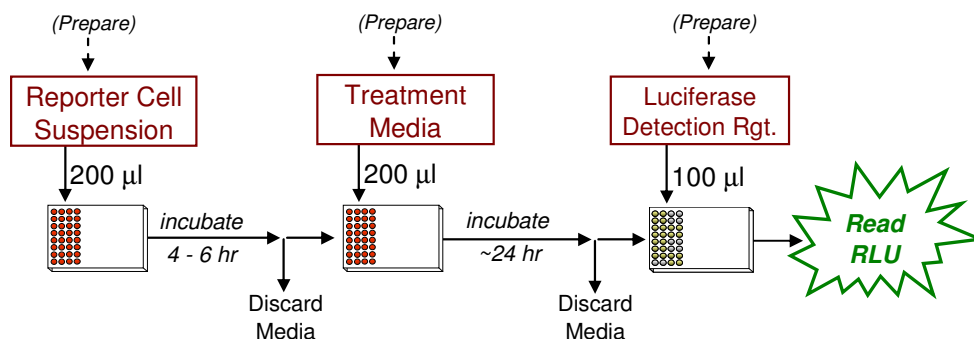 (Prepare)
(Prepare)
(Prepare)
Reporter Cell
Suspension
Treatment
Media
Luciferase
Detection Rgt.
200 µl
200 µl
100 µl
incubate
4 - 6 hr
incubate
~24 hr
Read
RLU
Discard
Media
Discard
Media